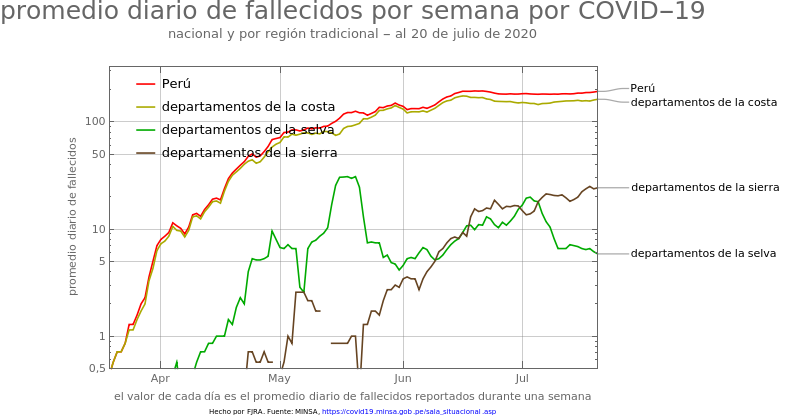 promedio diario de fallecidos por semana por COVID−19
nacional y por región tradicional − al 20 de julio de 2020
Perú
departamentos de la costa
departamentos de la selva
departamentos de la sierra
100
50
10
5
1
0,5
promedio diario de fallecidos
Perú
departamentos de la costa
departamentos de la sierra
departamentos de la selva
Apr May Jun Jul
el valor de cada día es el promedio diario de fallecidos reportados durante una semana
Hecho por FJRA. Fuente: MINSA, https://covid19.minsa.gob.pe/sala_situacional.asp